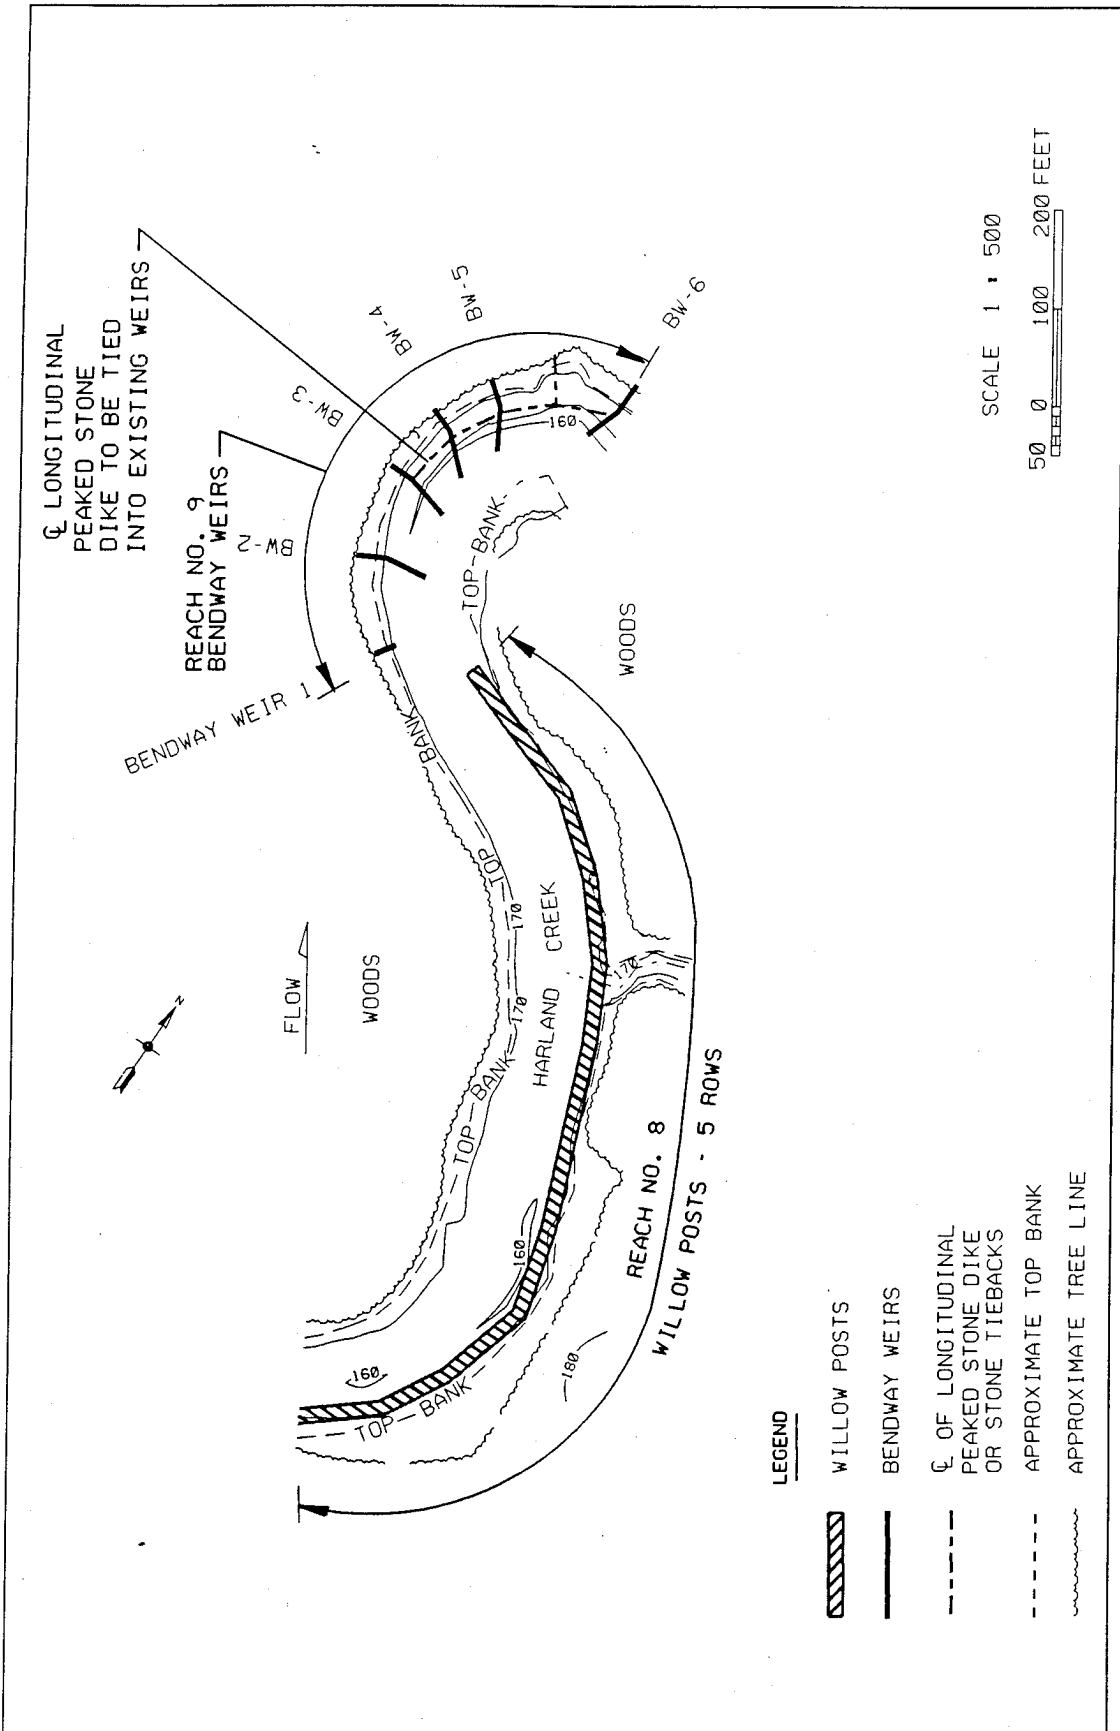 ℄ LONGITUDINAL
PEAKED STONE
DIKE TO BE TIED
INTO EXISTING WEIRS
REACH NO. 9
BENDWAY WEIRS
BENDWAY WEIR 1
BW-2
BW-3
BW-4
BW-5
BW-6
N
FLOW
WOODS
TOP BANK
TOP BANK
TOP BANK
TOP BANK
170
170
170
160
160
160
180
HARLAND CREEK
WOODS
REACH NO. 8
WILLOW POSTS - 5 ROWS
SCALE 1 : 500
50 0 100 200 FEET
LEGEND
WILLOW POSTS
BENDWAY WEIRS
℄ OF LONGITUDINAL
PEAKED STONE DIKE
OR STONE TIEBACKS
APPROXIMATE TOP BANK
APPROXIMATE TREE LINE